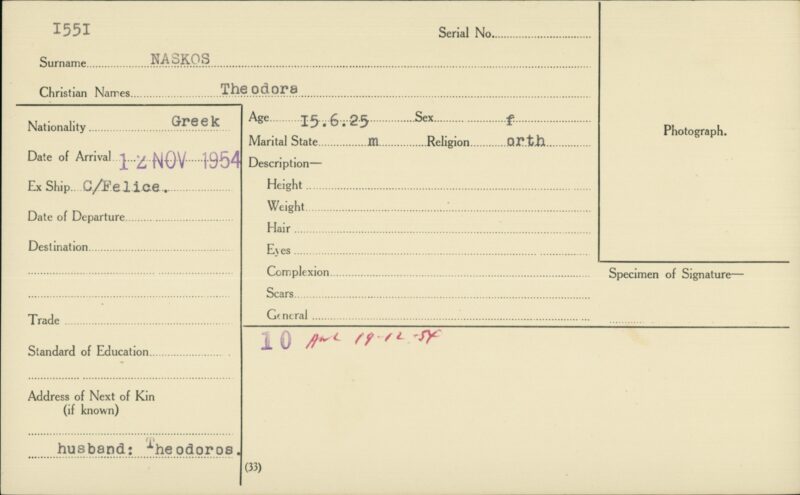 I55I
Serial No.
Surname NASKOS
Christian Names Theodora
Nationality Greek
Date of Arrival 12 NOV 1954
Ex Ship C/Felice.
Date of Departure
Destination
Trade
Standard of Education
Address of Next of Kin
(if known)
husband: Theodoros.
Age I5.6.25 Sex f
Marital State m Religion orth
Description—
Height
Weight
Hair
Eyes
Complexion
Scars
General
Photograph.
Specimen of Signature—
10 19-12-54
(33)